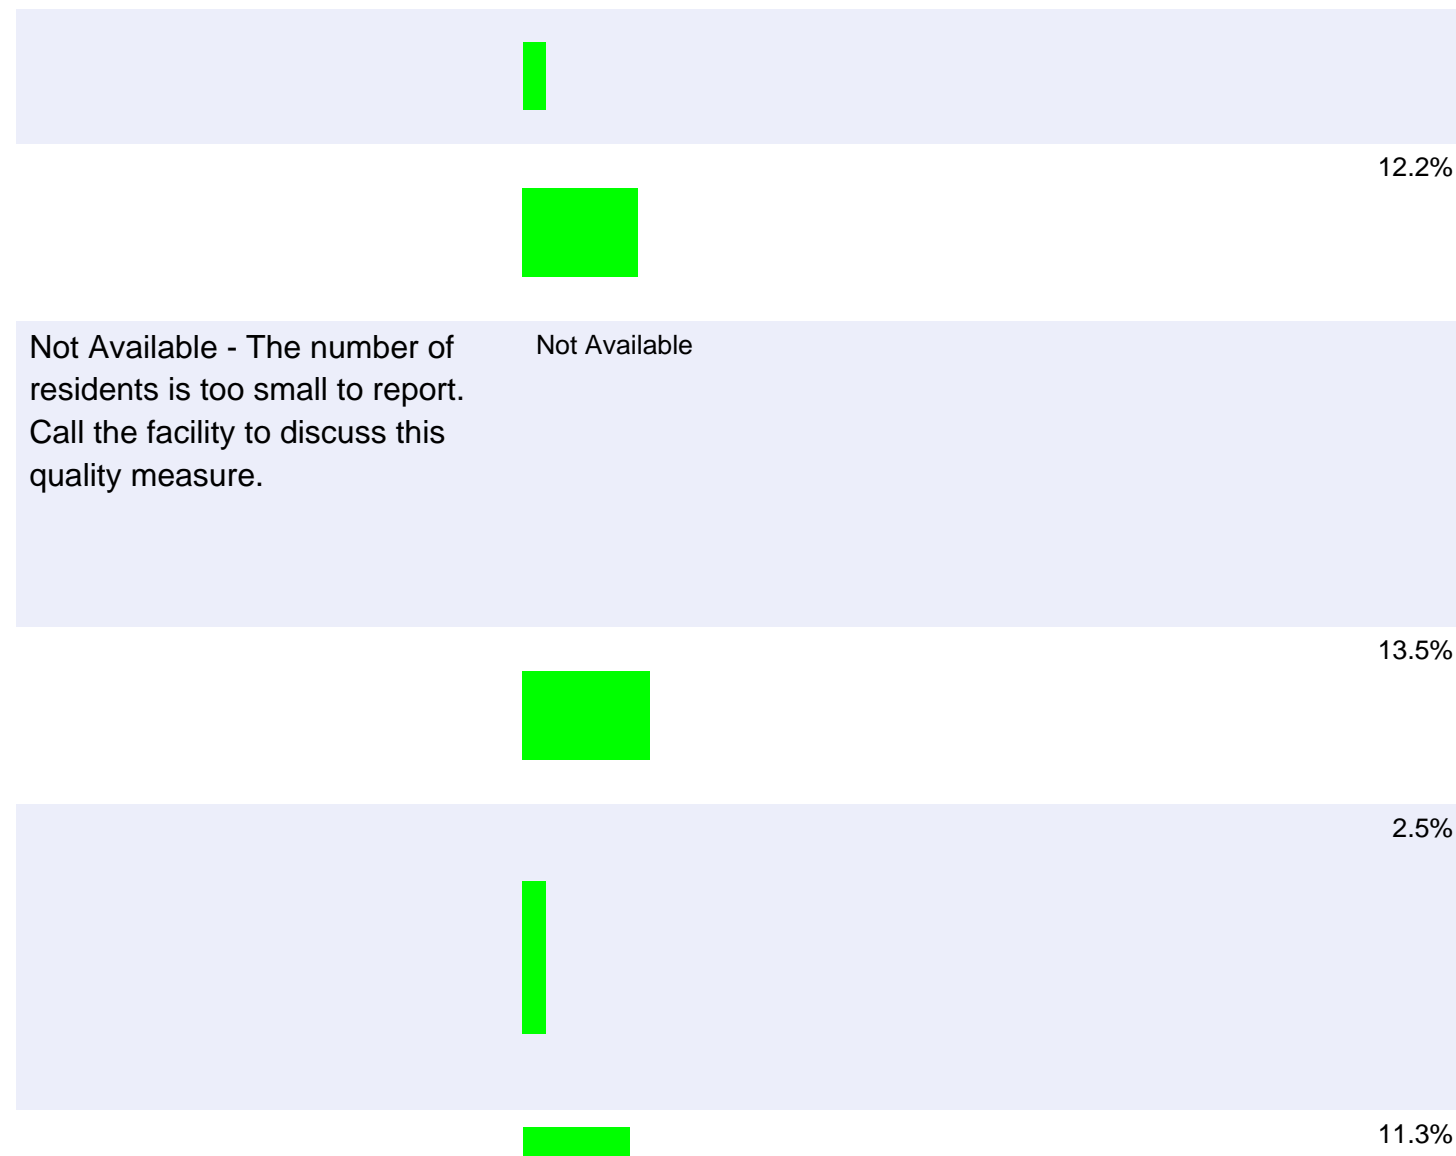 12.2%
Not Available - The number of
residents is too small to report.
Call the facility to discuss this
quality measure.
Not Available
13.5%
2.5%
11.3%